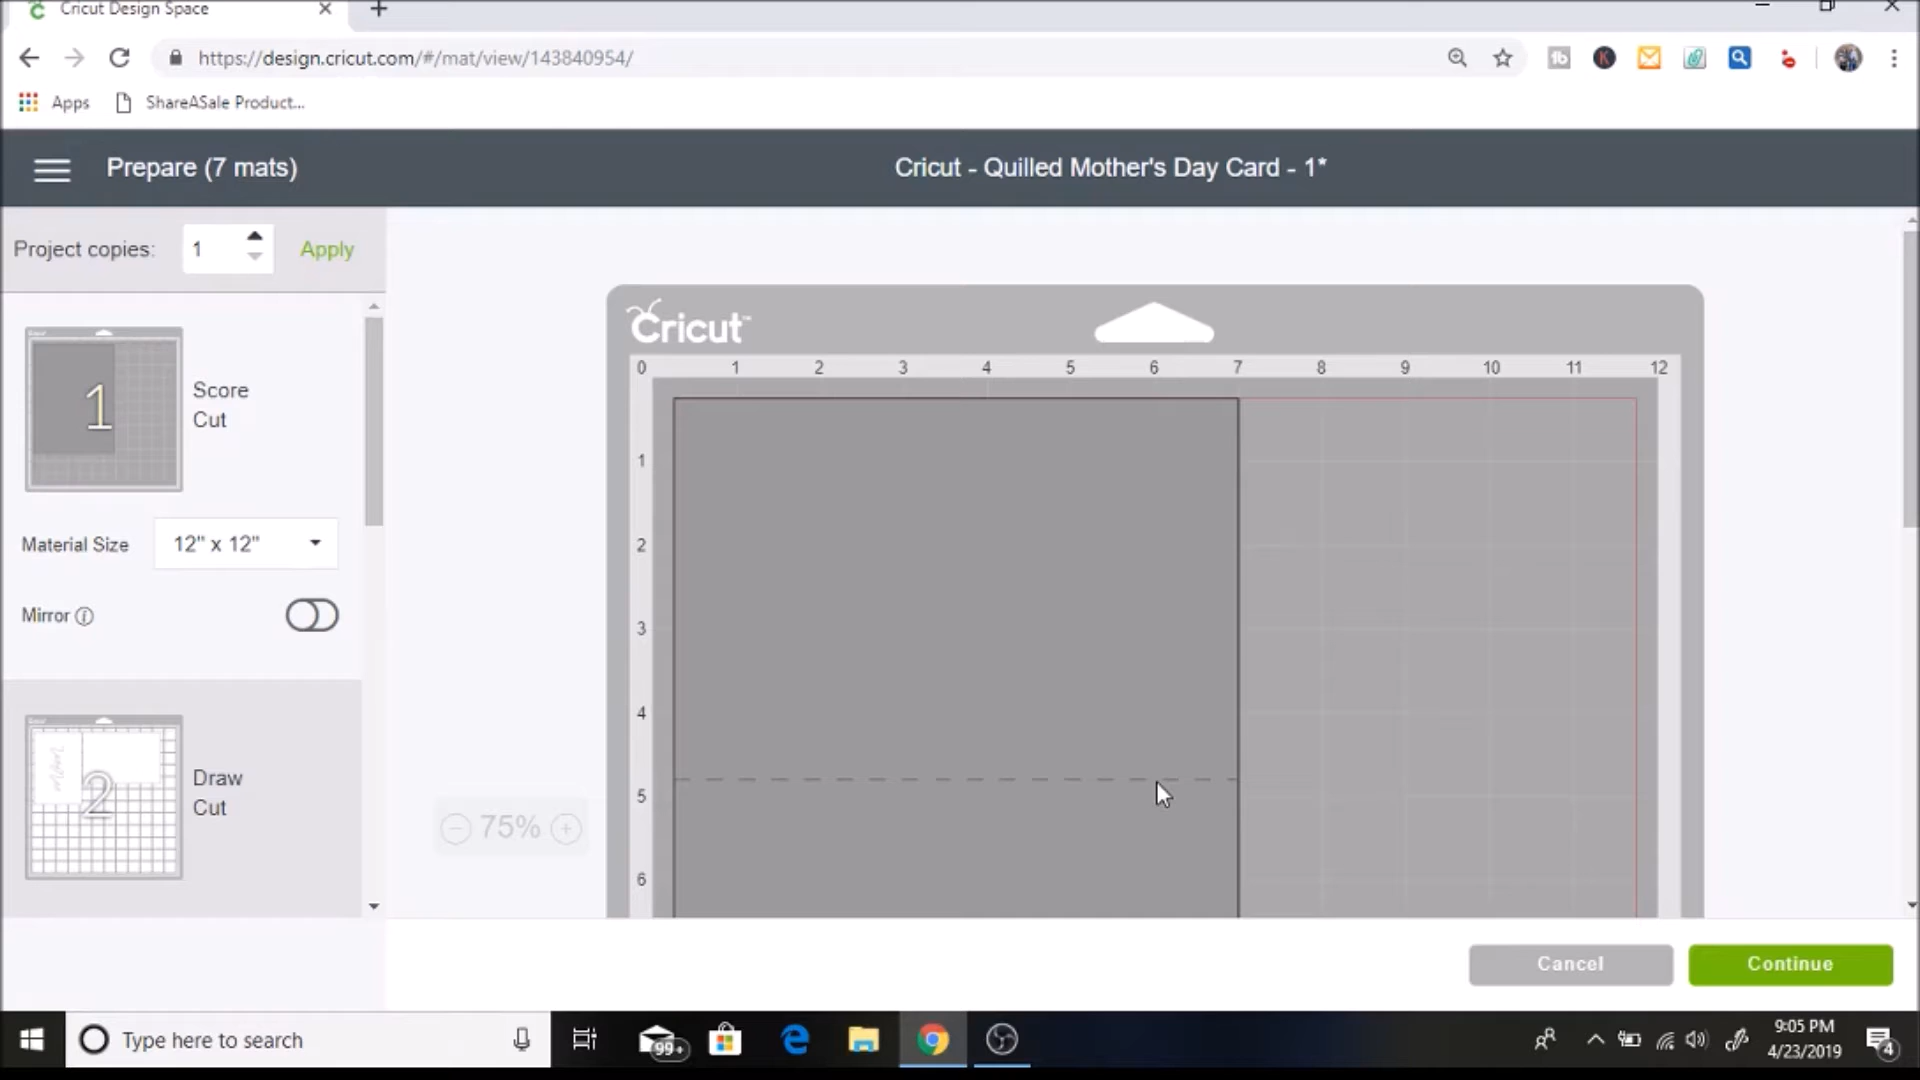 Cricut Design Space
https://design.cricut.com/#/mat/view/143840954/
Apps
ShareASale Product...
Prepare (7 mats)
Cricut - Quilled Mother's Day Card - 1*
Project copies: 1 Apply
Cricut™
0 1 2 3 4 5 6 7 8 9 10 11 12
1
Score
Cut
1
Material Size 12" x 12"
2
Mirror
3
4
2
Draw
Cut
5
75%
6
Cancel
Continue
Type here to search
99+
9:05 PM
4/23/2019
4